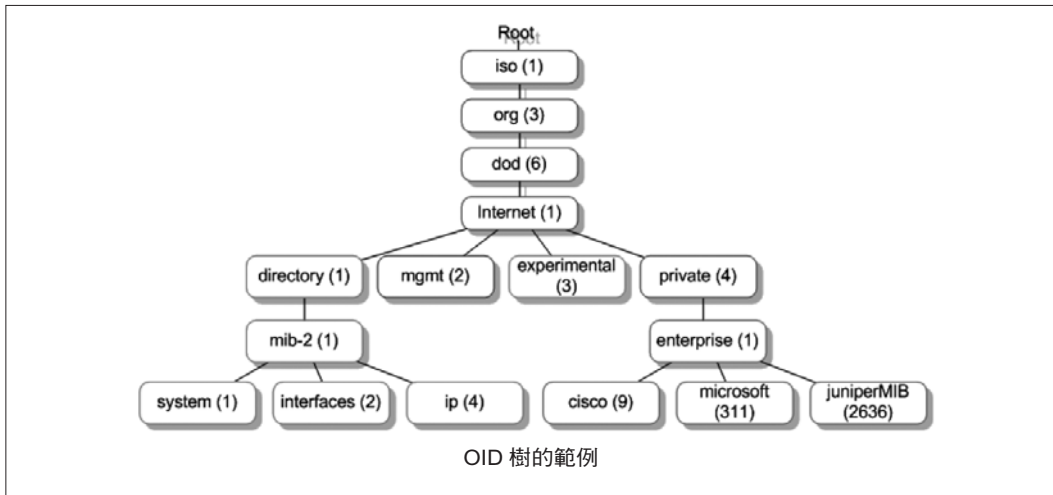 Root
iso (1)
org (3)
dod (6)
Internet (1)
directory (1)
mgmt (2)
experimental
(3)
private (4)
mib-2 (1)
enterprise (1)
system (1)
interfaces (2)
ip (4)
cisco (9)
microsoft
(311)
juniperMIB
(2636)
OID 樹的範例